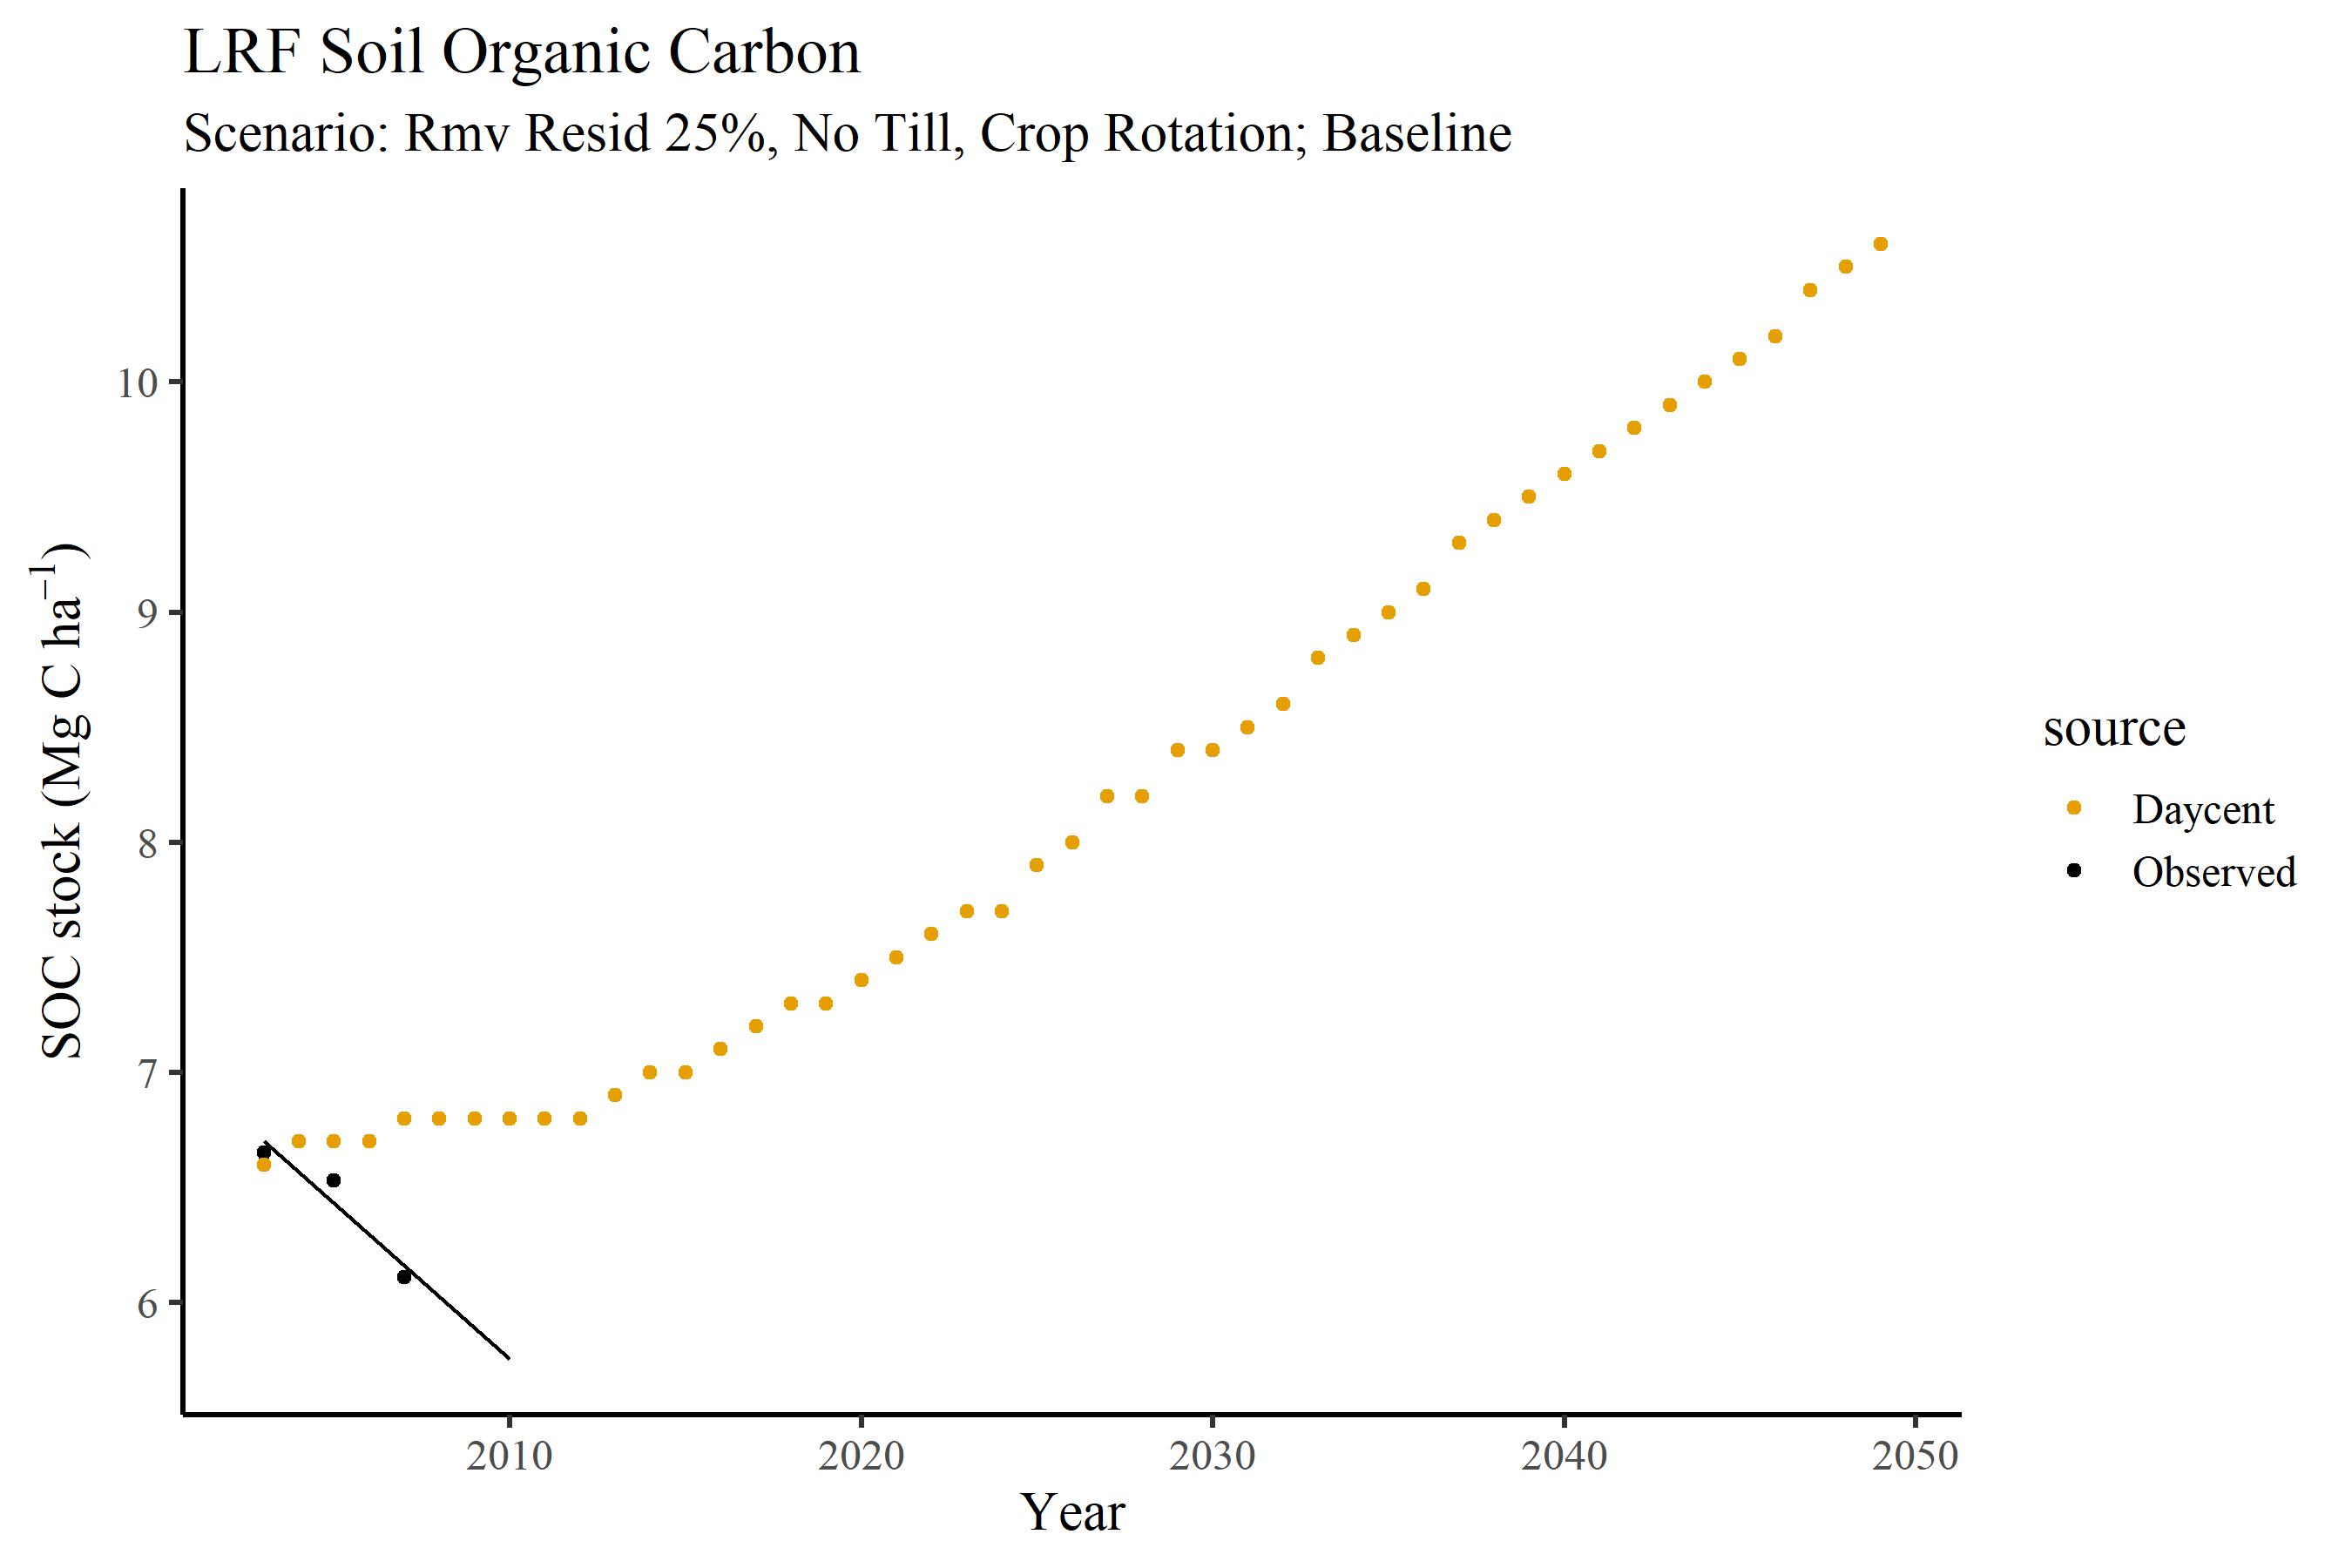 LRF Soil Organic Carbon
Scenario: Rmv Resid 25%, No Till, Crop Rotation; Baseline
SOC stock (Mg C ha⁻¹)
10
9
8
7
6
2010 2020 2030 2040 2050
Year
source
Daycent
Observed